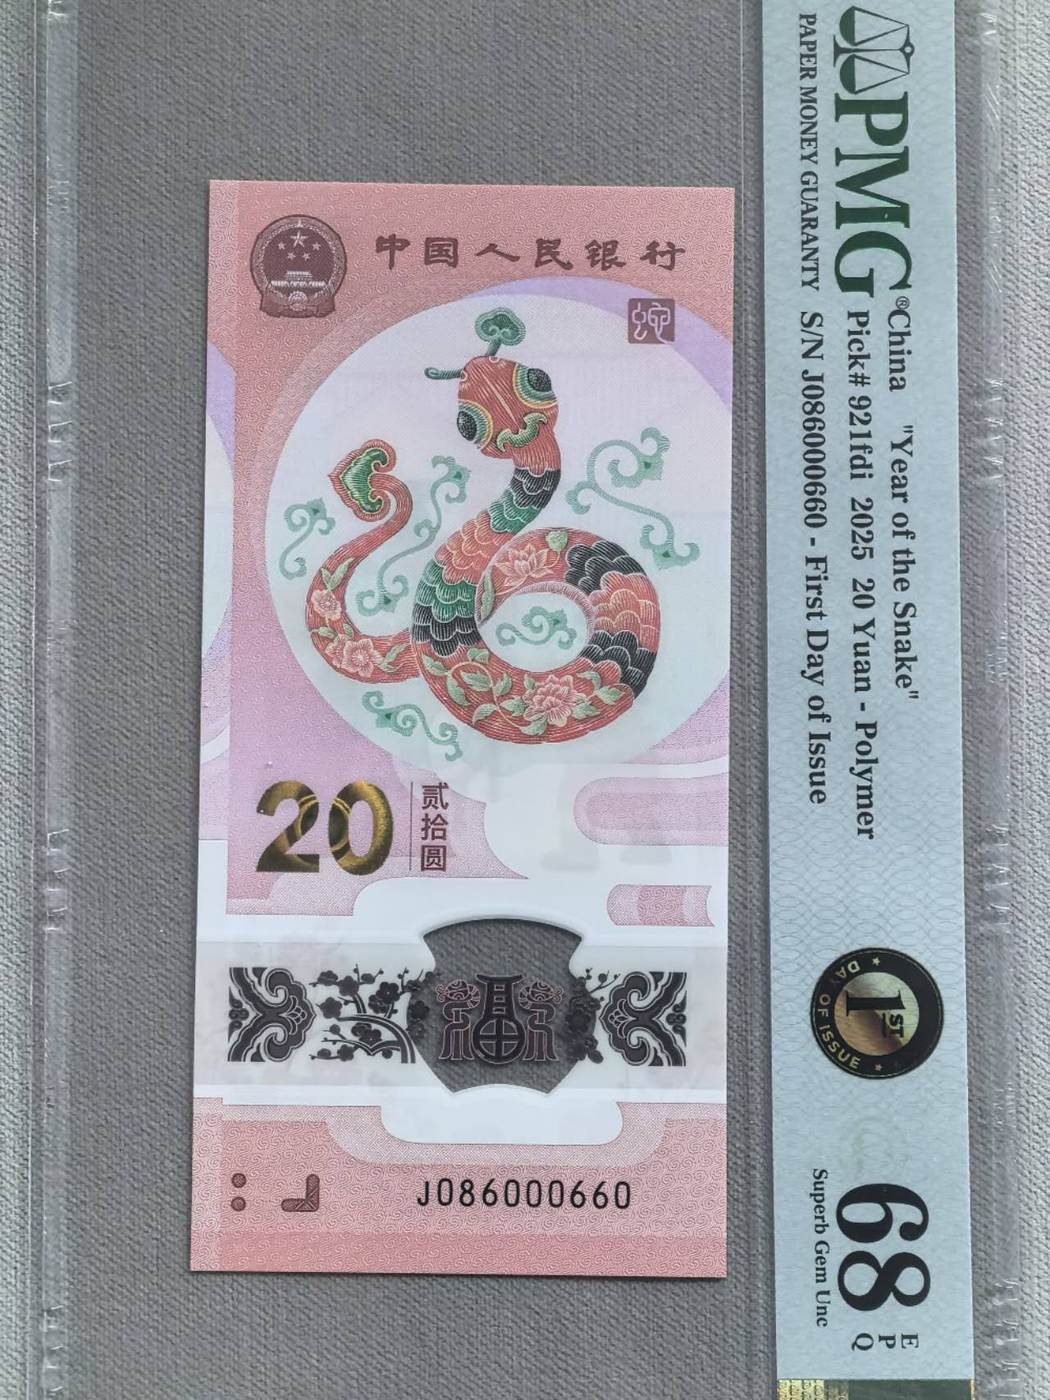 中国人民银行
蛇
20
贰拾圆
福
J086000660
PMG®
PAPER MONEY GUARANTY
China "Year of the Snake"
Pick# 921fdi 2025 20 Yuan - Polymer
S/N J086000660 - First Day of Issue
1ST
DAY OF ISSUE
68
EPQ
Superb Gem Unc